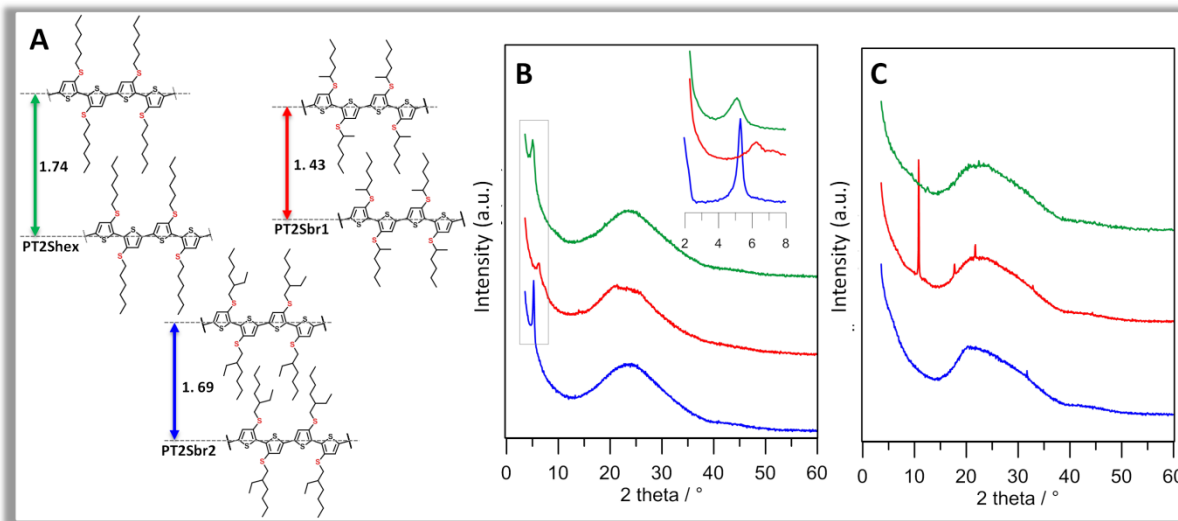 A
1.74
PT2Shex
1.43
PT2Sbr1
1.69
PT2Sbr2
S S S S
S S S S
S S S S
S S S S
S S S S
S S S S
S S S S
S S S S
S S S S
S S S S
S S S S
S S S S
B
Intensity (a.u.)
2 4 6 8
0 10 20 30 40 50 60
2 theta / °
C
Intensity (a.u.)
0 10 20 30 40 50 60
2 theta / °